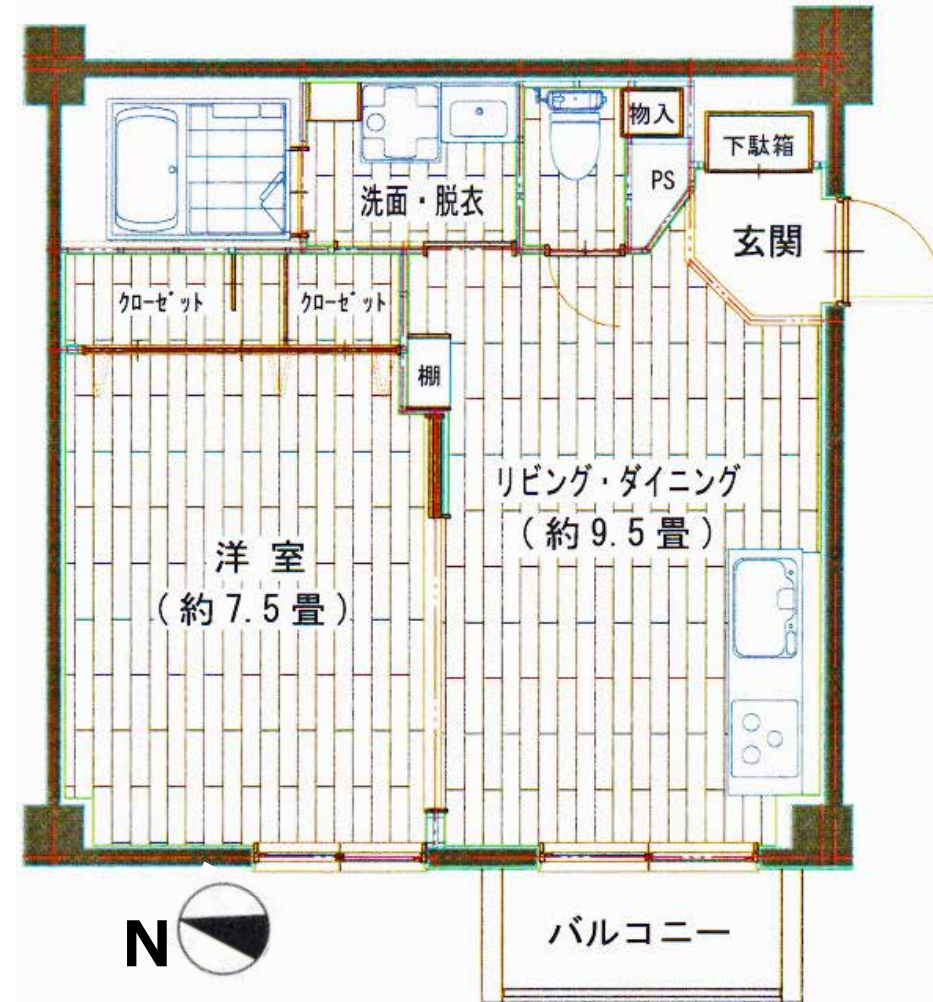 物入
下駄箱
PS
洗面・脱衣
玄関
クローゼット
クローゼット
棚
リビング・ダイニング
(約9.5畳)
洋室
(約7.5畳)
バルコニー
N